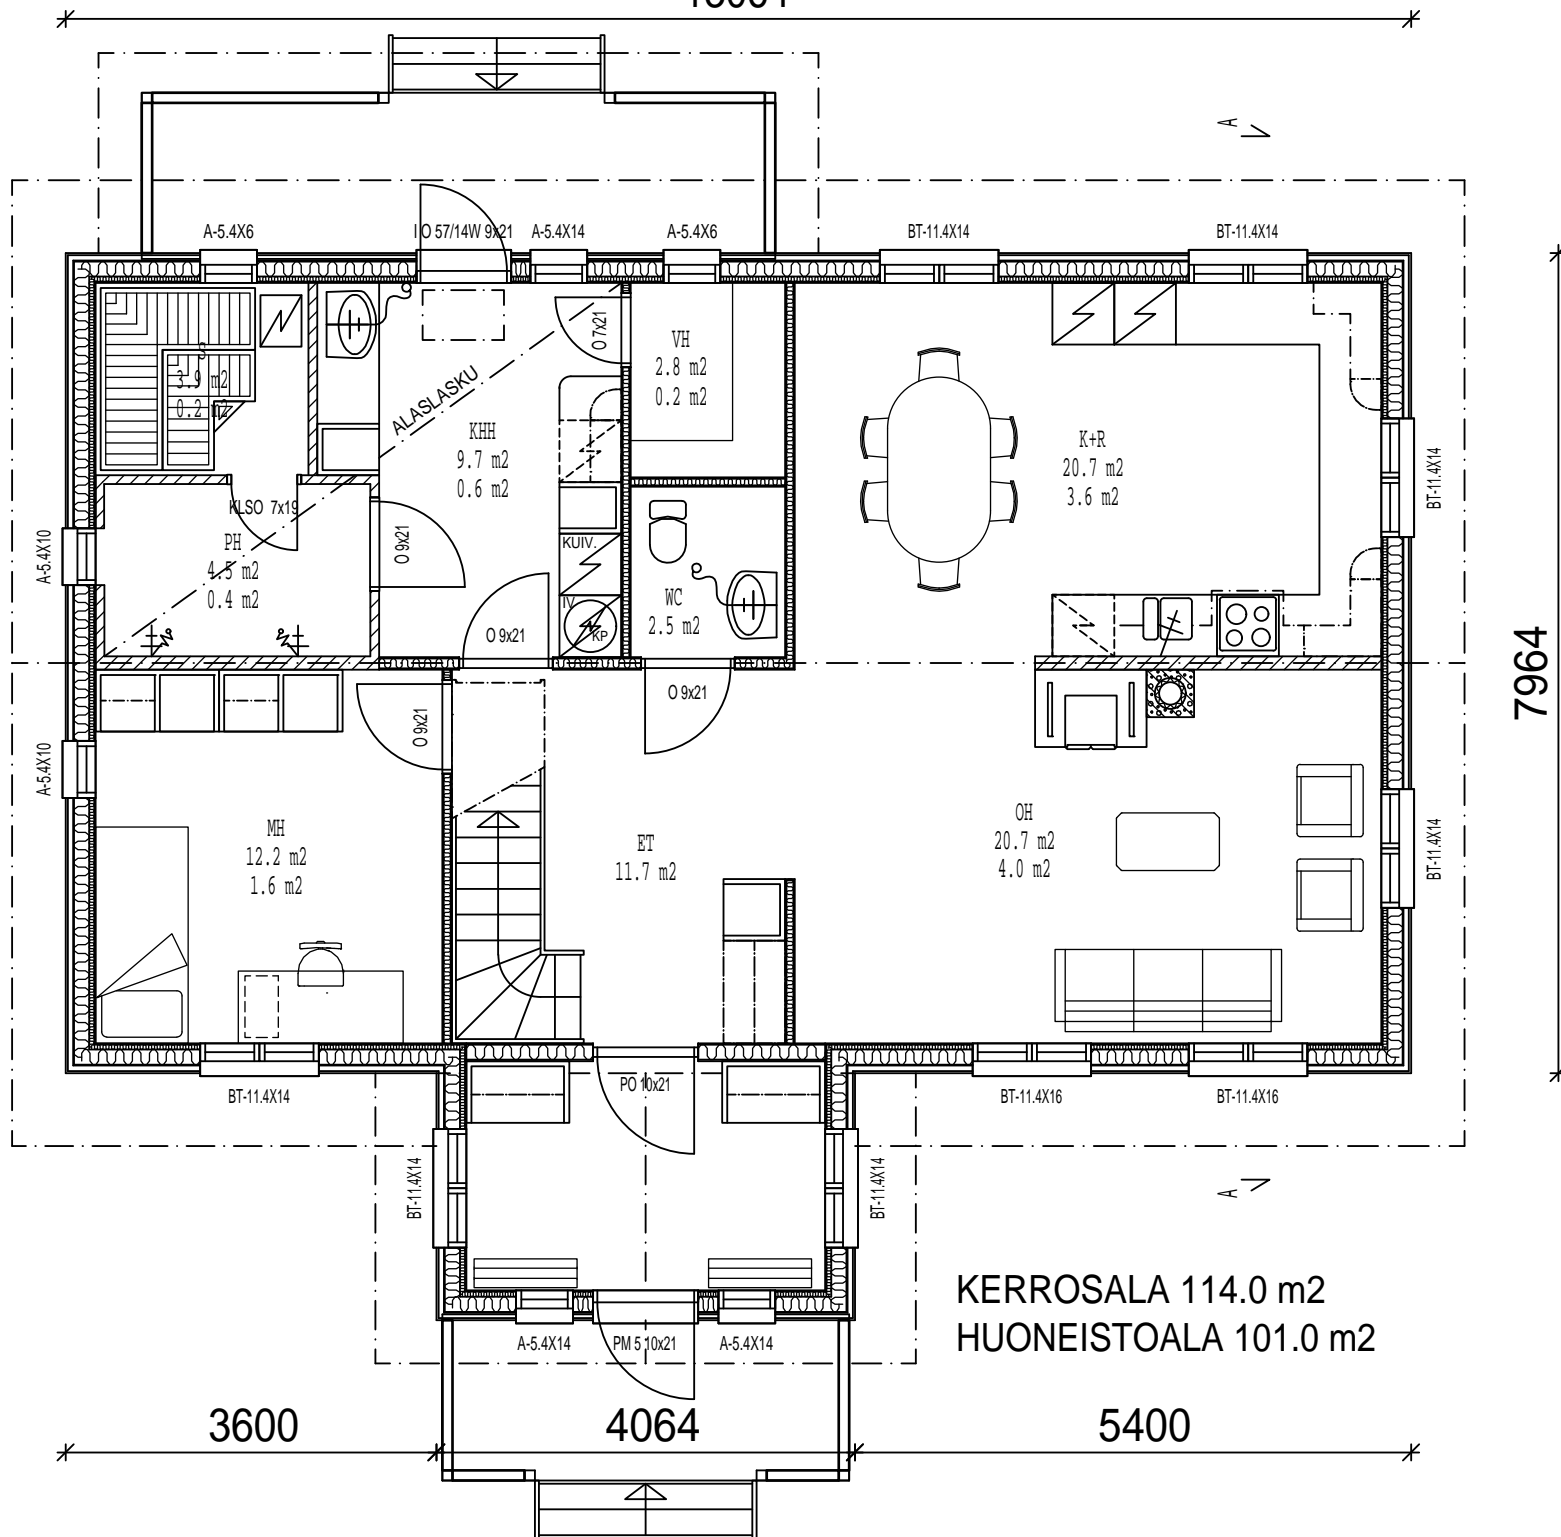 A
A-5.4X6
I O 57/14W 9x21
A-5.4X14
A-5.4X6
BT-11.4X14
BT-11.4X14
S
3.9 m2
0.2 m2
ALASLASKU
KHH
9.7 m2
0.6 m2
O 7x21
VH
2.8 m2
0.2 m2
K+R
20.7 m2
3.6 m2
BT-11.4X14
KLSO 7x19
PH
4.5 m2
0.4 m2
A-5.4X10
O 9x21
KUIV.
IV
KP
WC
2.5 m2
O 9x21
O 9x21
O 9x21
7964
A-5.4X10
MH
12.2 m2
1.6 m2
ET
11.7 m2
OH
20.7 m2
4.0 m2
BT-11.4X14
BT-11.4X14
PO 10x21
BT-11.4X16
BT-11.4X16
BT-11.4X14
BT-11.4X14
A
KERROSALA 114.0 m2
HUONEISTOALA 101.0 m2
A-5.4X14
PM 5 10x21
A-5.4X14
3600
4064
5400